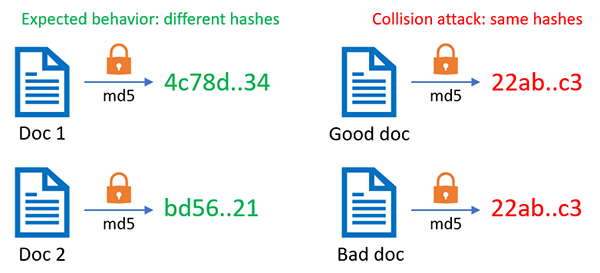 Expected behavior: different hashes
md5
4c78d..34
Doc 1
md5
bd56..21
Doc 2
Collision attack: same hashes
md5
22ab..c3
Good doc
md5
22ab..c3
Bad doc